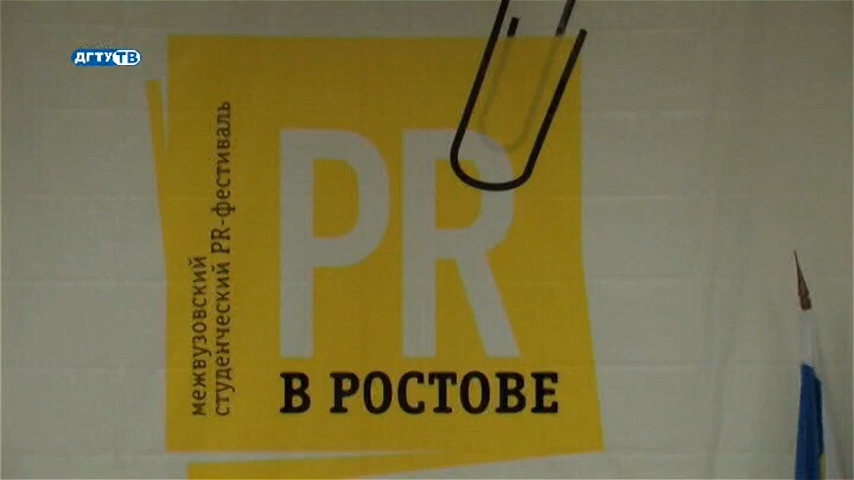 ДГТУ ТВ
межвузовский
студенческий PR-фестиваль
PR
В РОСТОВЕ